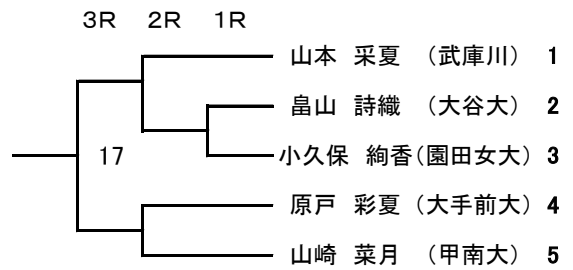 3R 2R 1R
山本 采夏 (武庫川) 1
畠山 詩織 (大谷大) 2
17
小久保 絢香(園田女大) 3
原戸 彩夏 (大手前大) 4
山崎 菜月 (甲南大) 5